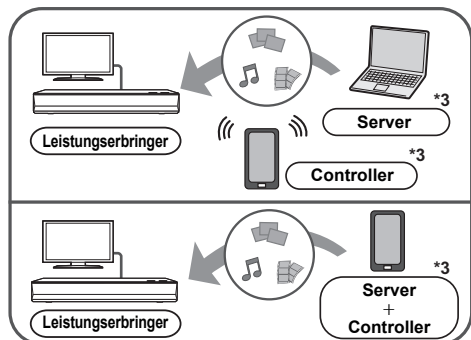 *3
Server
Leistungserbringer
*3
Controller
*3
Server
+
Controller
Leistungserbringer